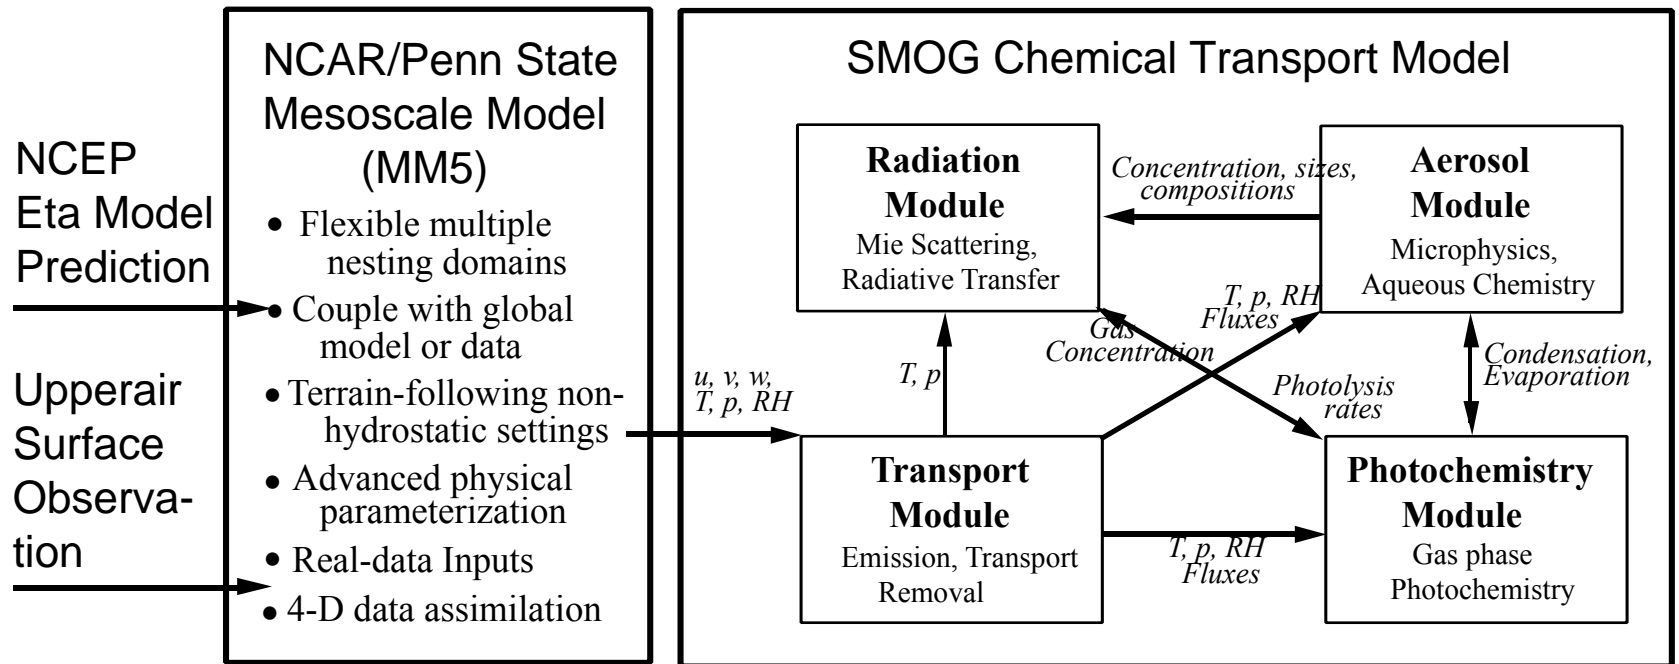 NCEP
Eta Model
Prediction
Upperair
Surface
Observa-
tion
NCAR/Penn State
Mesoscale Model
(MM5)
• Flexible multiple
nesting domains
• Couple with global
model or data
• Terrain-following non-
hydrostatic settings
• Advanced physical
parameterization
• Real-data Inputs
• 4-D data assimilation
u, v, w,
T, p, RH
SMOG Chemical Transport Model
Radiation
Module
Mie Scattering,
Radiative Transfer
Concentration, sizes,
compositions
Aerosol
Module
Microphysics,
Aqueous Chemistry
T, p
Gas
Concentration
T, p, RH
Fluxes
Photolysis
rates
Condensation,
Evaporation
Transport
Module
Emission, Transport
Removal
T, p, RH
Fluxes
Photochemistry
Module
Gas phase
Photochemistry